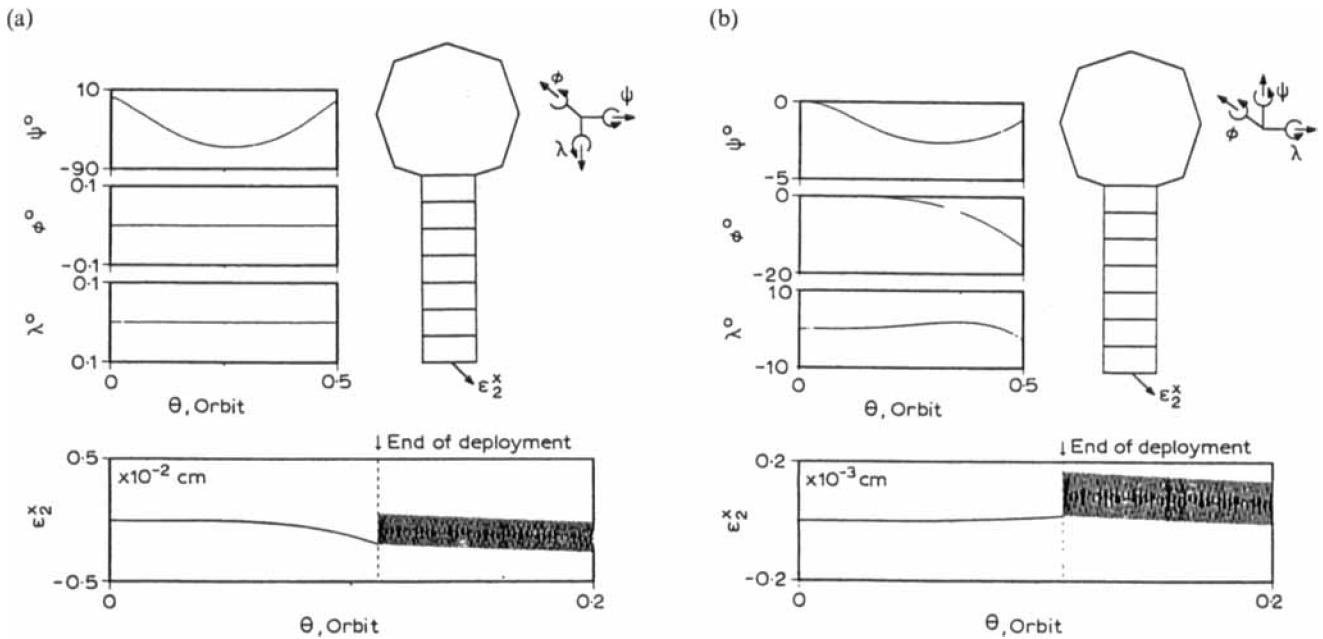 (a)
10
ψ°
-90
0·1
φ°
-0·1
0·1
λ°
0·1
0
0·5
θ, Orbit
φ
ψ
λ
ε₂ˣ
↓End of deployment
0·5
×10⁻² cm
ε₂ˣ
-0·5
0
0·2
θ, Orbit
(b)
0
ψ°
-5
0
φ°
-20
10
λ°
-10
0
0·5
θ, Orbit
ψ
φ
λ
ε₂ˣ
↓End of deployment
0·2
×10⁻³ cm
ε₂ˣ
-0·2
0
0·2
θ, Orbit